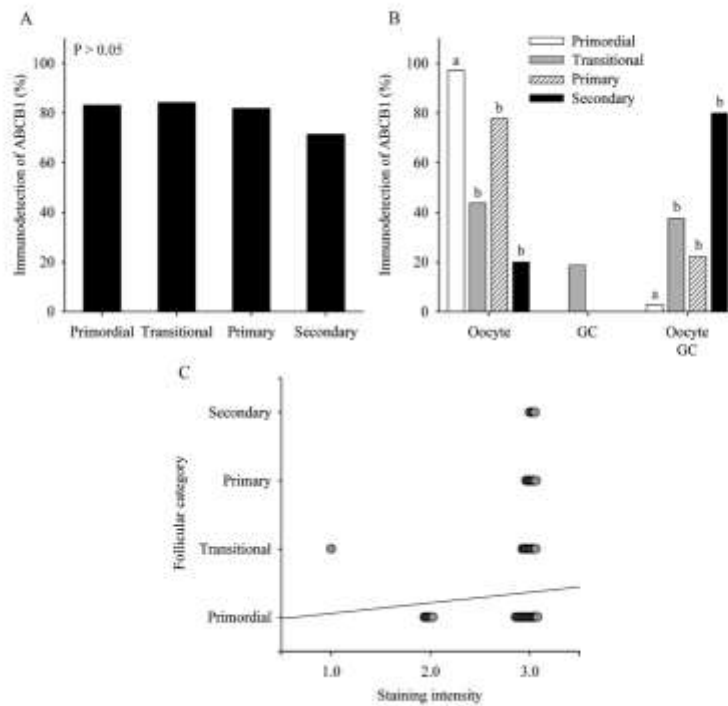 A
P > 0.05
Immunodetection of ABCB1 (%)
100
80
60
40
20
0
Primordial Transitional Primary Secondary
B
Primordial
Transitional
Primary
Secondary
Immunodetection of ABCB1 (%)
100
80
60
40
20
0
a
b
b
b
a
b
b
b
Oocyte GC Oocyte
GC
C
Follicular category
Secondary
Primary
Transitional
Primordial
1.0 2.0 3.0
Staining intensity